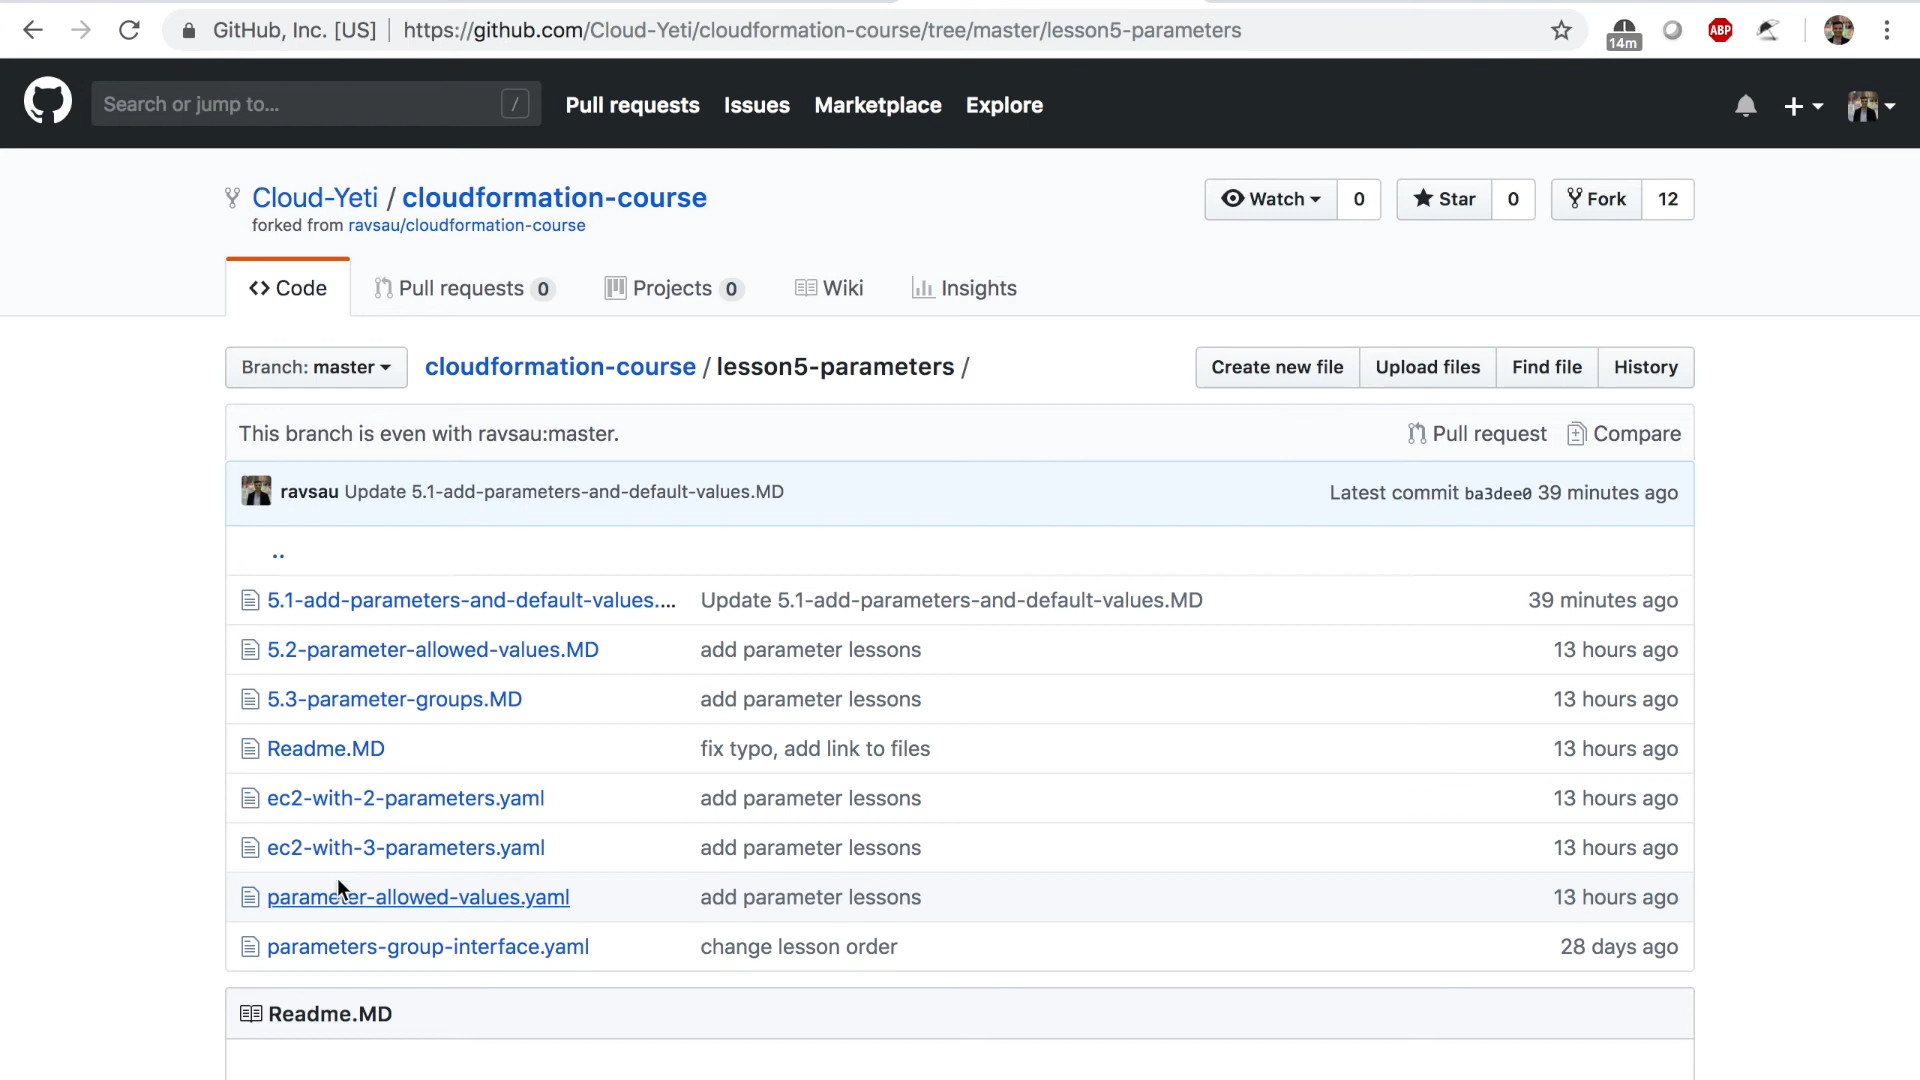 GitHub, Inc. [US] | https://github.com/Cloud-Yeti/cloudformation-course/tree/master/lesson5-parameters
14m
ABP
Search or jump to... /
Pull requests Issues Marketplace Explore
Cloud-Yeti / cloudformation-course
forked from ravsau/cloudformation-course
Watch 0 Star 0 Fork 12
Code Pull requests 0 Projects 0 Wiki Insights
Branch: master cloudformation-course / lesson5-parameters / Create new file Upload files Find file History
This branch is even with ravsau:master. Pull request Compare
ravsau Update 5.1-add-parameters-and-default-values.MD Latest commit ba3dee0 39 minutes ago
..
5.1-add-parameters-and-default-values.... Update 5.1-add-parameters-and-default-values.MD 39 minutes ago
5.2-parameter-allowed-values.MD add parameter lessons 13 hours ago
5.3-parameter-groups.MD add parameter lessons 13 hours ago
Readme.MD fix typo, add link to files 13 hours ago
ec2-with-2-parameters.yaml add parameter lessons 13 hours ago
ec2-with-3-parameters.yaml add parameter lessons 13 hours ago
parameter-allowed-values.yaml add parameter lessons 13 hours ago
parameters-group-interface.yaml change lesson order 28 days ago
Readme.MD